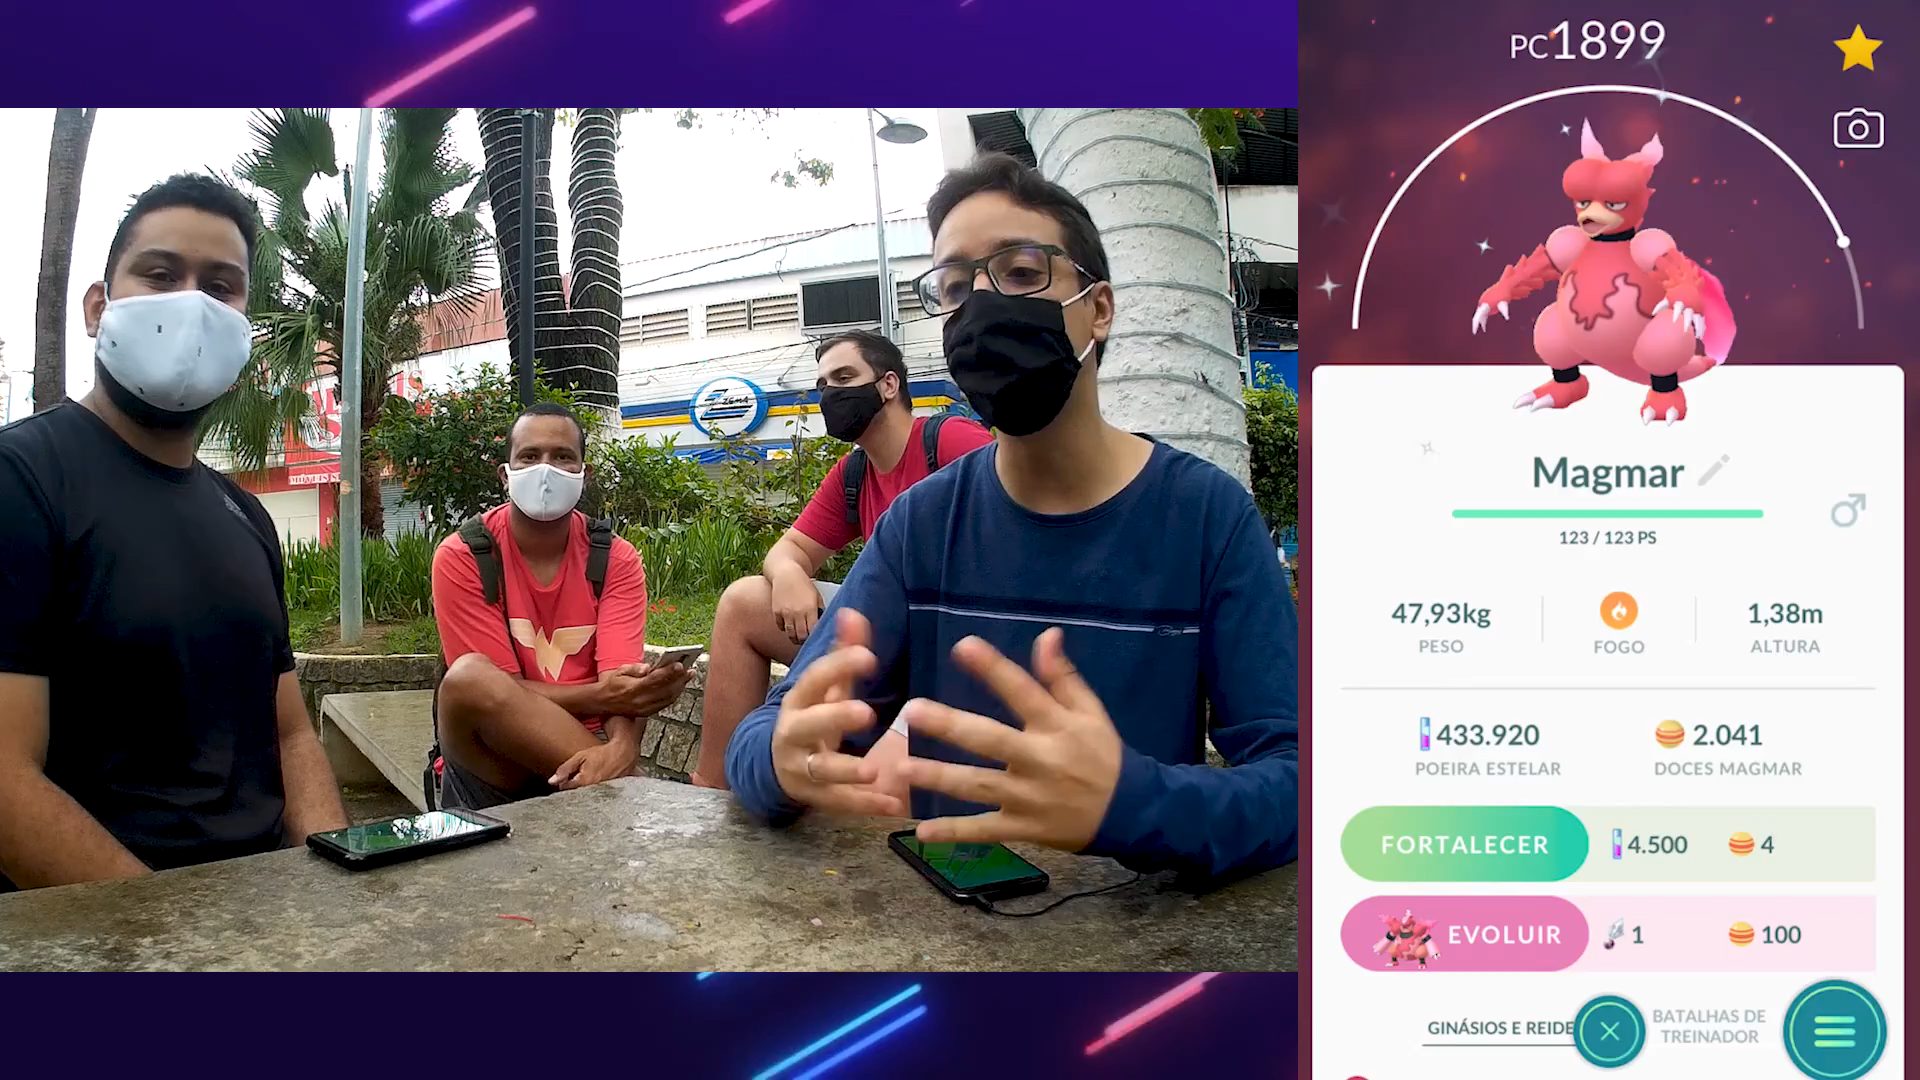 PC1899
Magmar
123 / 123 PS
47,93kg
PESO
FOGO
1,38m
ALTURA
433.920
POEIRA ESTELAR
2.041
DOCES MAGMAR
FORTALECER
4.500
4
EVOLUIR
1
100
GINÁSIOS E REIDE
BATALHAS DE
TREINADOR
ZEMA